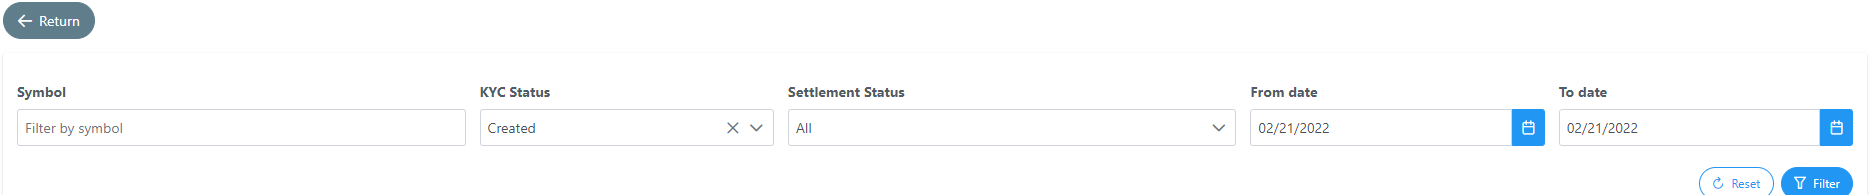 Return
Symbol KYC Status Settlement Status From date To date
Filter by symbol Created All 02/21/2022 02/21/2022
Reset Filter